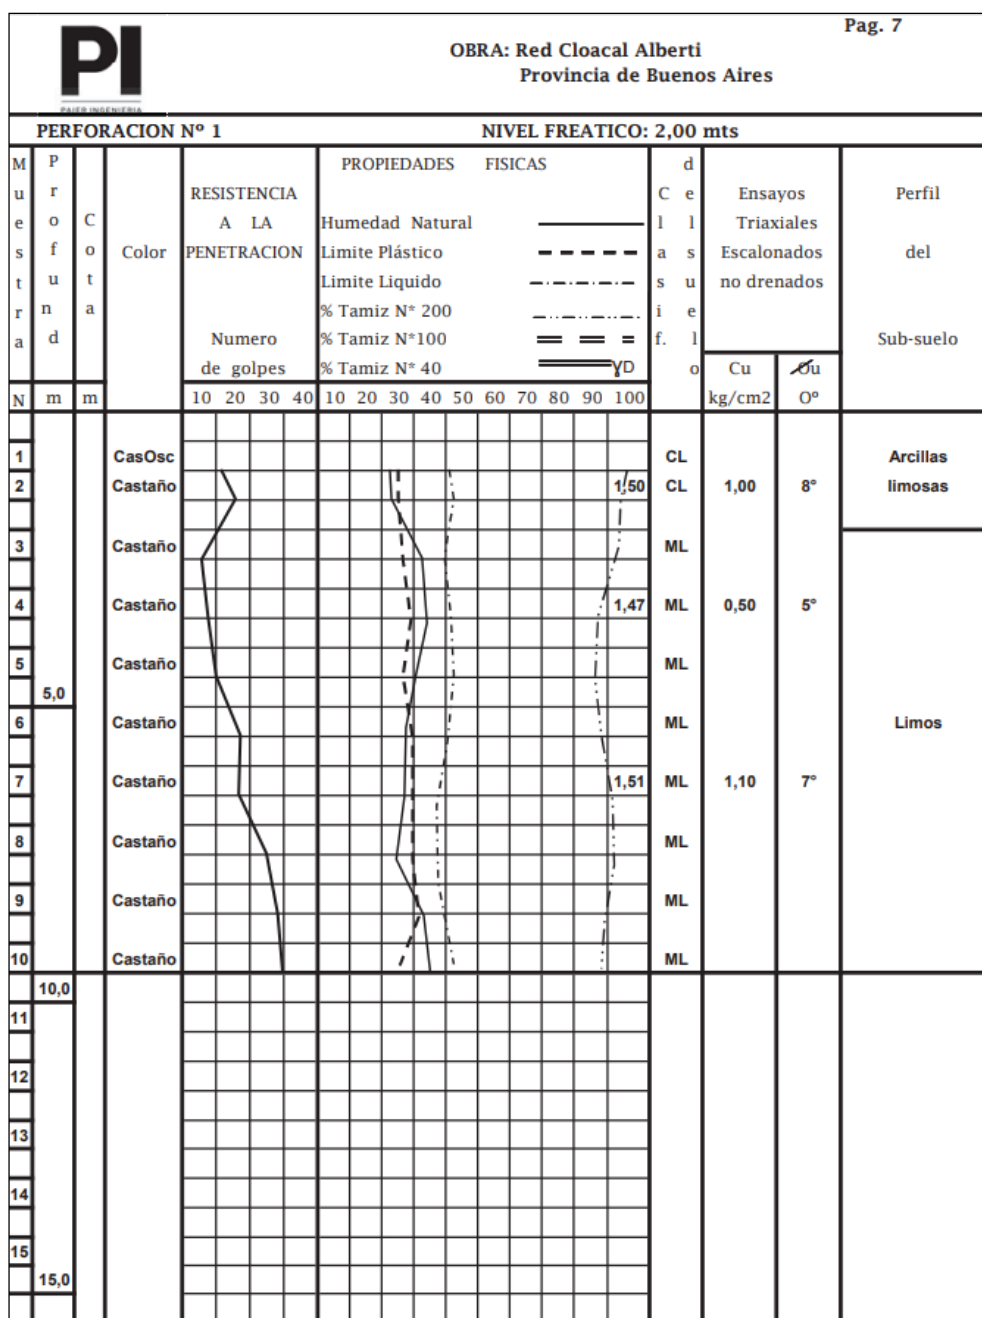 Pag. 7
PI
PAIER INGENIERIA
OBRA: Red Cloacal Alberti
Provincia de Buenos Aires
PERFORACION Nº 1 NIVEL FREATICO: 2,00 mts
Muestra
Profund
Cota
Color
RESISTENCIA
A LA
PENETRACION
Numero
de golpes
PROPIEDADES FISICAS
Humedad Natural
Limite Plástico
Limite Liquido
% Tamiz N* 200
% Tamiz N*100
% Tamiz N* 40 γD
Clasif.
del suelo
Ensayos
Triaxiales
Escalonados
no drenados
Perfil
del
Sub-suelo
Cu Øu
N m m 10 20 30 40 10 20 30 40 50 60 70 80 90 100 kg/cm2 Oº
1 CasOsc CL Arcillas
2 Castaño 1,50 CL 1,00 8° limosas
3 Castaño ML
4 Castaño 1,47 ML 0,50 5°
5 Castaño ML
5,0
6 Castaño ML Limos
7 Castaño 1,51 ML 1,10 7°
8 Castaño ML
9 Castaño ML
10 Castaño ML
10,0
11
12
13
14
15
15,0